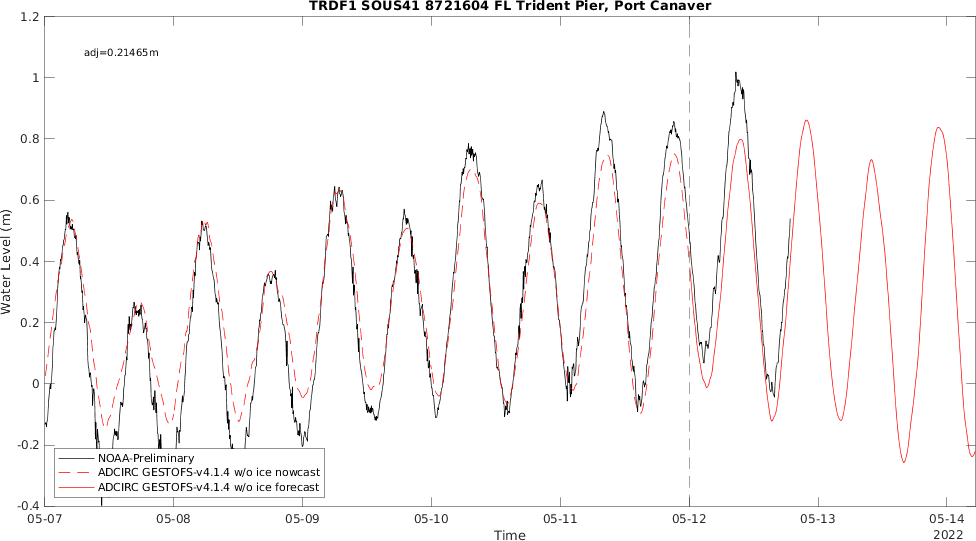 TRDF1 SOUS41 8721604 FL Trident Pier, Port Canaver
adj=0.21465m
Water Level (m)
1.2
1
0.8
0.6
0.4
0.2
0
-0.2
-0.4
NOAA-Preliminary
ADCIRC GESTOFS-v4.1.4 w/o ice nowcast
ADCIRC GESTOFS-v4.1.4 w/o ice forecast
05-07 05-08 05-09 05-10 05-11 05-12 05-13 05-14
Time
2022